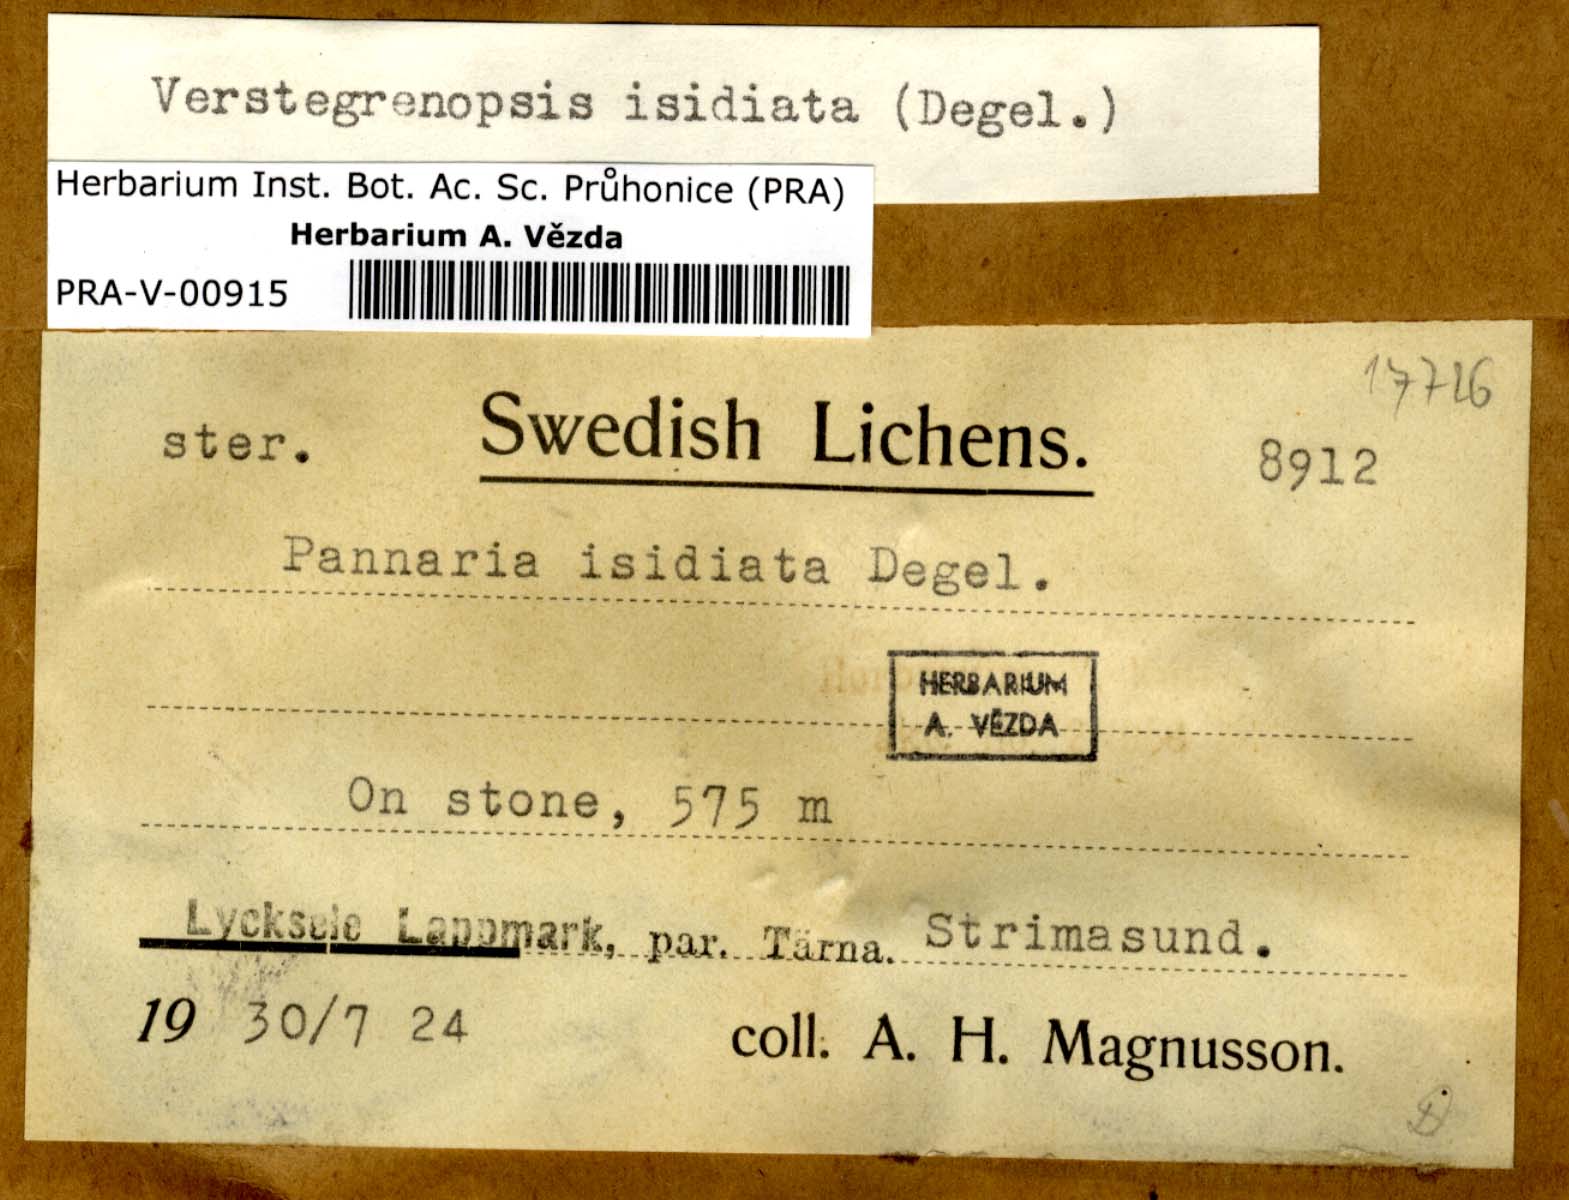 Verstegrenopsis isidiata (Degel.)
Herbarium Inst. Bot. Ac. Sc. Průhonice (PRA)
Herbarium A. Vězda
PRA-V-00915
17726
ster. Swedish Lichens. 8912
Pannaria isidiata Degel.
HERBARIUM
A. VĚZDA
On stone, 575 m
Lycksele Lappmark, par. Tärna. Strimasund.
19 30/7 24 coll. A. H. Magnusson.